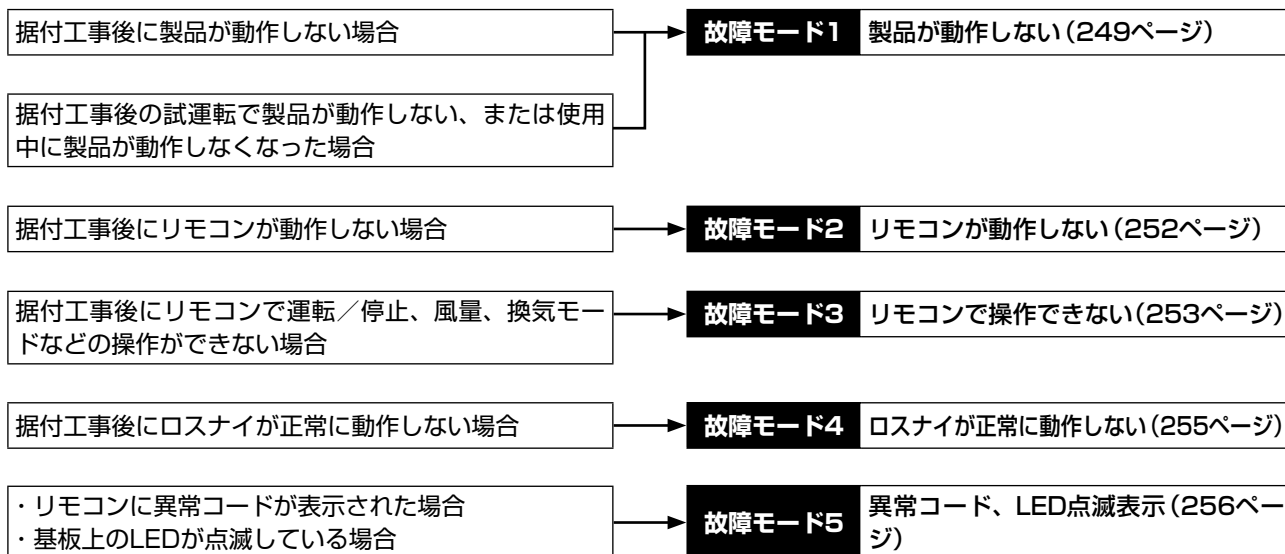 据付工事後に製品が動作しない場合
故障モード1 製品が動作しない(249ページ)
据付工事後の試運転で製品が動作しない、または使用
中に製品が動作しなくなった場合
据付工事後にリモコンが動作しない場合
故障モード2 リモコンが動作しない(252ページ)
据付工事後にリモコンで運転／停止、風量、換気モー
ドなどの操作ができない場合
故障モード3 リモコンで操作できない(253ページ)
据付工事後にロスナイが正常に動作しない場合
故障モード4 ロスナイが正常に動作しない(255ページ)
・リモコンに異常コードが表示された場合
・基板上のLEDが点滅している場合
故障モード5 異常コード、LED点滅表示(256ペー
ジ)